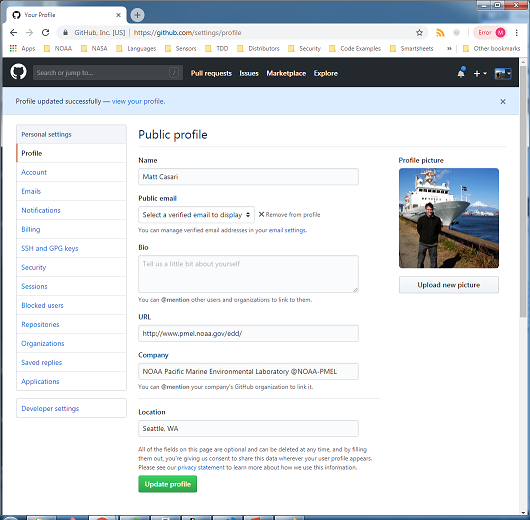 Your Profile
GitHub, Inc. [US] | https://github.com/settings/profile
Error M
Apps NOAA NASA Languages Sensors TDD Distributors Security Code Examples Smartsheets » Other bookmarks
Search or jump to... /
Pull requests Issues Marketplace Explore
Profile updated successfully — view your profile.
Personal settings
Profile
Account
Emails
Notifications
Billing
SSH and GPG keys
Security
Sessions
Blocked users
Repositories
Organizations
Saved replies
Applications
Developer settings
Public profile
Name
Matt Casari
Public email
Select a verified email to display Remove from profile
You can manage verified email addresses in your email settings.
Bio
Tell us a little bit about yourself
You can @mention other users and organizations to link to them.
URL
http://www.pmel.noaa.gov/edd/
Company
NOAA Pacific Marine Environmental Laboratory @NOAA-PMEL
You can @mention your company's GitHub organization to link it.
Location
Seattle, WA
All of the fields on this page are optional and can be deleted at any time, and by filling
them out, you're giving us consent to share this data wherever your user profile appears.
Please see our privacy statement to learn more about how we use this information.
Update profile
Profile picture
Upload new picture